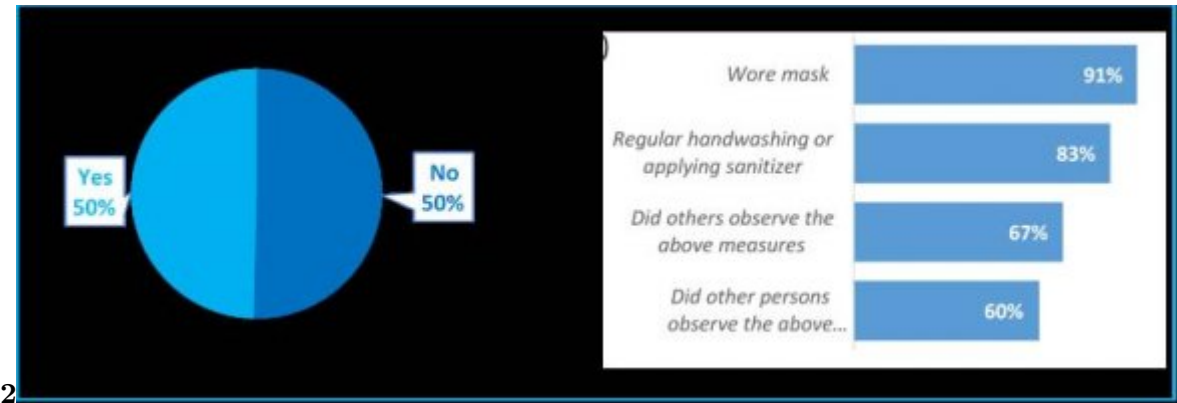 Yes
50%
No
50%
)
Wore mask
91%
Regular handwashing or
applying sanitizer
83%
Did others observe the
above measures
67%
Did other persons
observe the above...
60%
2